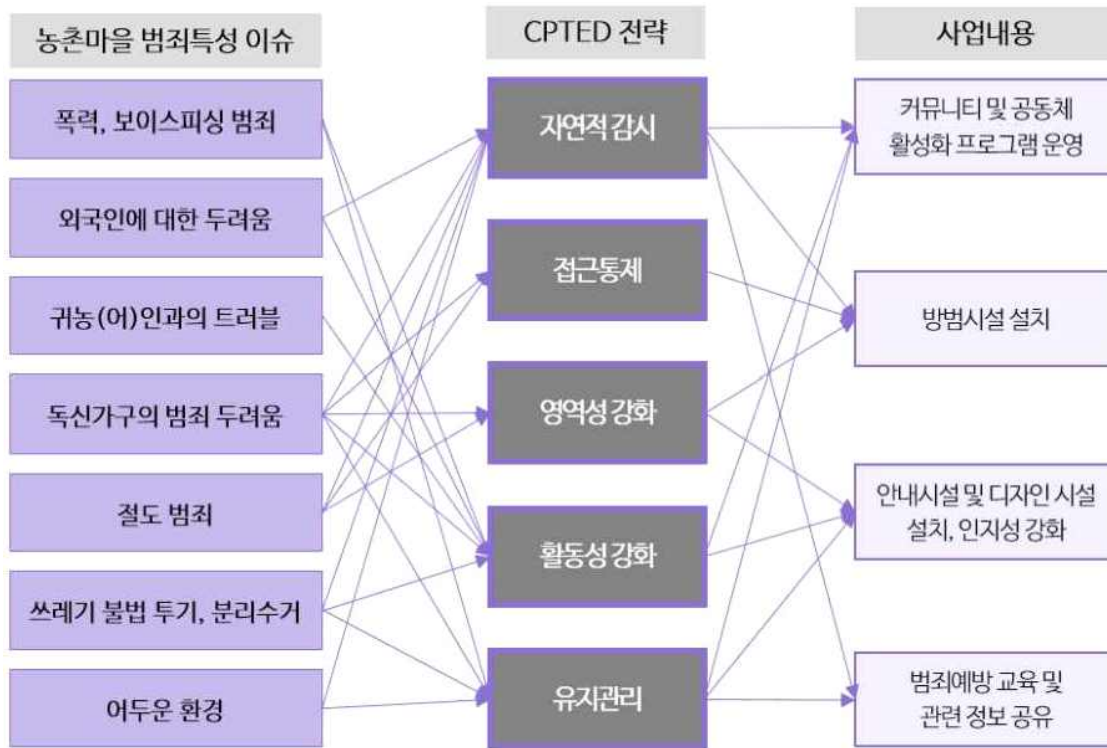 농촌마을 범죄특성 이슈
폭력, 보이스피싱 범죄
외국인에 대한 두려움
귀농(어)인과의 트러블
독신가구의 범죄 두려움
절도 범죄
쓰레기 불법 투기, 분리수거
어두운 환경
CPTED 전략
자연적 감시
접근통제
영역성 강화
활동성 강화
유지관리
사업내용
커뮤니티 및 공동체
활성화 프로그램 운영
방범시설 설치
안내시설 및 디자인 시설
설치, 인지성 강화
범죄예방 교육 및
관련 정보 공유